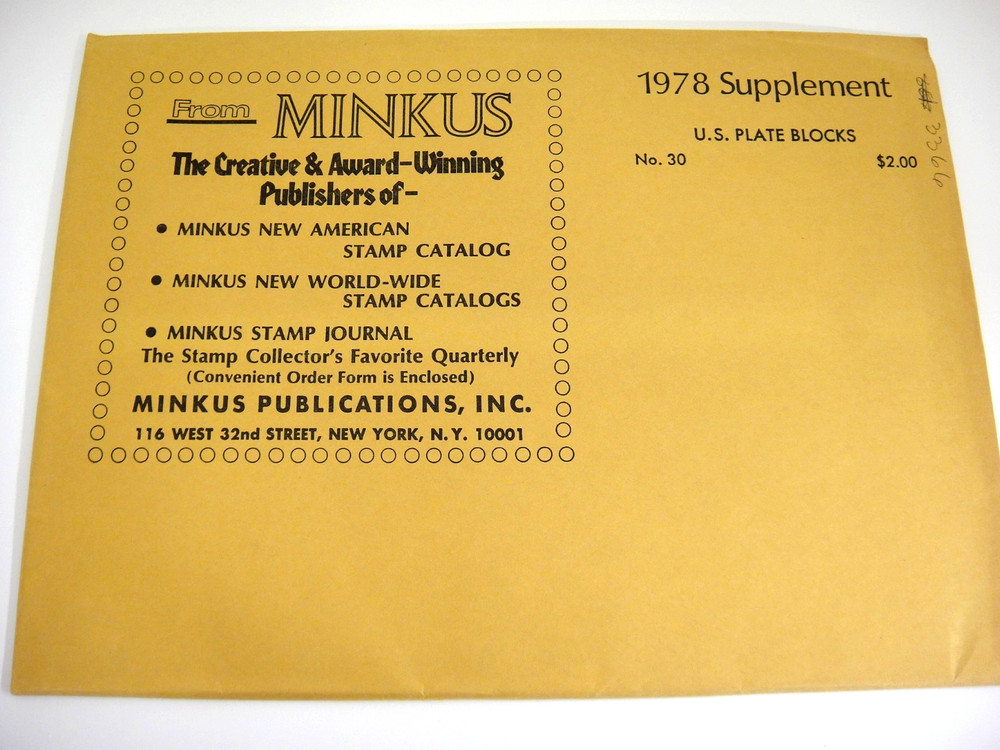 From MINKUS
The Creative & Award-Winning
Publishers of-
• MINKUS NEW AMERICAN
STAMP CATALOG
• MINKUS NEW WORLD-WIDE
STAMP CATALOGS
• MINKUS STAMP JOURNAL
The Stamp Collector's Favorite Quarterly
(Convenient Order Form is Enclosed)
MINKUS PUBLICATIONS, INC.
116 WEST 32nd STREET, NEW YORK, N.Y. 10001
1978 Supplement
U.S. PLATE BLOCKS
No. 30 $2.00